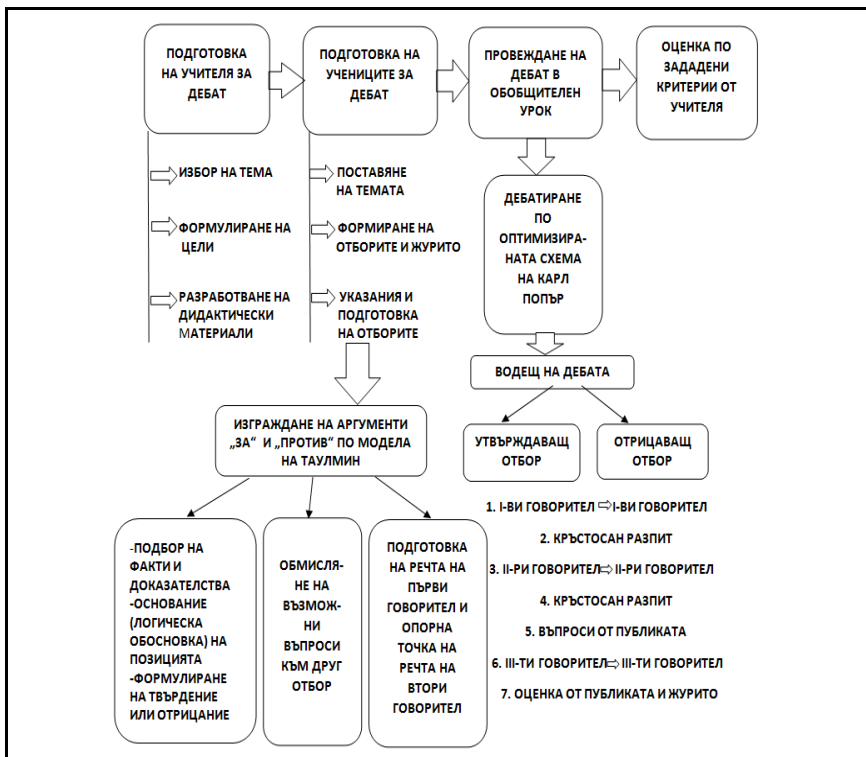 ПОДГОТОВКА
НА УЧИТЕЛЯ ЗА
ДЕБАТ
ПОДГОТОВКА НА
УЧЕНИЦИТЕ ЗА
ДЕБАТ
ПРОВЕЖДАНЕ НА
ДЕБАТ В
ОБОБЩИТЕЛЕН
УРОК
ОЦЕНКА ПО
ЗАДАДЕНИ
КРИТЕРИИ ОТ
УЧИТЕЛЯ
ИЗБОР НА ТЕМА
ФОРМУЛИРАНЕ НА
ЦЕЛИ
РАЗРАБОТВАНЕ НА
ДИДАКТИЧЕСКИ
МАТЕРИАЛИ
ПОСТАВЯНЕ
НА ТЕМАТА
ФОРМИРАНЕ НА
ОТБОРИТЕ И ЖУРИТО
УКАЗАНИЯ И
ПОДГОТОВКА
НА ОТБОРИТЕ
ДЕБАТИРАНЕ
ПО
ОПТИМИЗИРА-
НАТА СХЕМА
НА КАРЛ
ПОПЪР
ВОДЕЩ НА ДЕБАТА
ИЗГРАЖДАНЕ НА АРГУМЕНТИ
„ЗА“ И „ПРОТИВ“ ПО МОДЕЛА
НА ТАУЛМИН
УТВЪРЖДАВАЩ
ОТБОР
ОТРИЦАВАЩ
ОТБОР
-ПОДБОР НА
ФАКТИ И
ДОКАЗАТЕЛСТВА
-ОСНОВАНИЕ
(ЛОГИЧЕСКА
ОБОСНОВКА) НА
ПОЗИЦИЯТА
-ФОРМУЛИРАНЕ
НА ТВЪРДЕНИЕ
ИЛИ ОТРИЦАНИЕ
ОБМИСЛЯ-
НЕ НА
ВЪЗМОЖ-
НИ
ВЪПРОСИ
КЪМ ДРУГ
ОТБОР
ПОДГОТОВКА
НА РЕЧТА НА
ПЪРВИ
ГОВОРИТЕЛ И
ОПОРНА
ТОЧКА НА
РЕЧТА НА
ВТОРИ
ГОВОРИТЕЛ
1. I-ВИ ГОВОРИТЕЛ ⇨ I-ВИ ГОВОРИТЕЛ
2. КРЪСТОСАН РАЗПИТ
3. II-РИ ГОВОРИТЕЛ ⇨ II-РИ ГОВОРИТЕЛ
4. КРЪСТОСАН РАЗПИТ
5. ВЪПРОСИ ОТ ПУБЛИКАТА
6. III-ТИ ГОВОРИТЕЛ ⇨ III-ТИ ГОВОРИТЕЛ
7. ОЦЕНКА ОТ ПУБЛИКАТА И ЖУРИТО